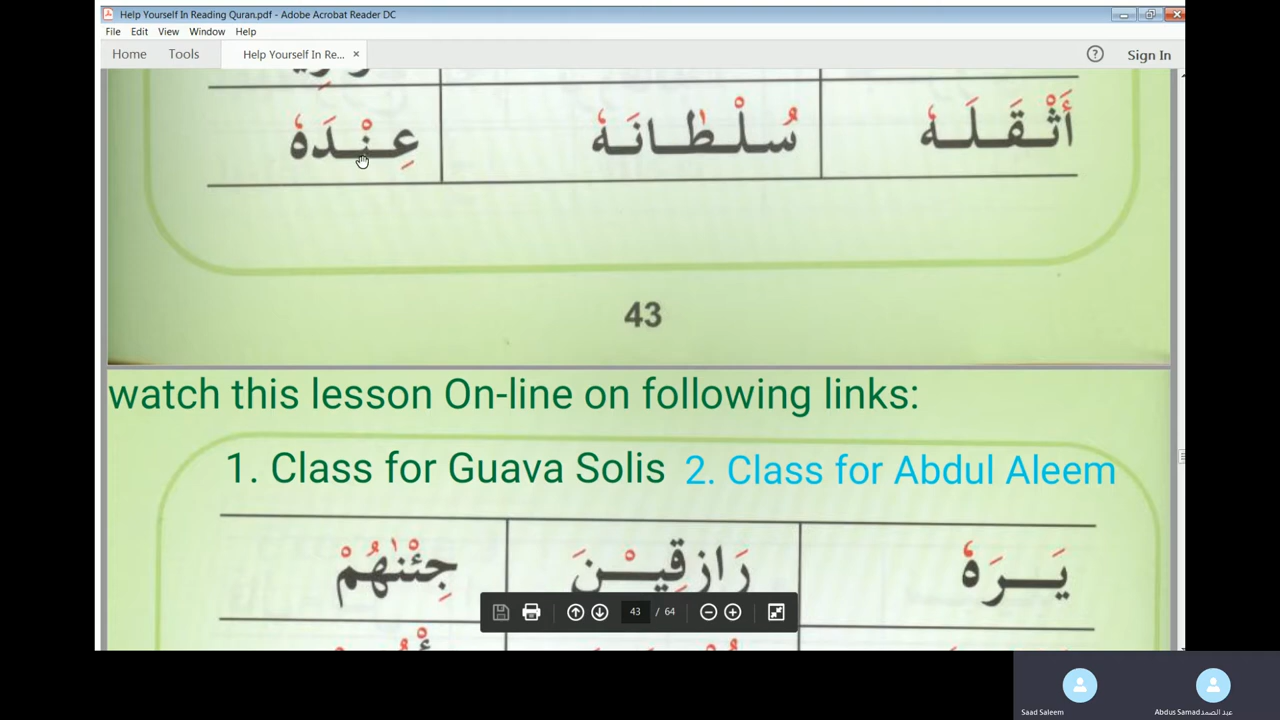 Help Yourself In Reading Quran.pdf - Adobe Acrobat Reader DC
File Edit View Window Help
Home Tools Help Yourself In Re... × ? Sign In
أَثْقَلَهٗ سُلْطٰانَهٗ عِنْدَهٗ
43
watch this lesson On-line on following links:
1. Class for Guava Solis 2. Class for Abdul Aleem
يَرَهٗ رَازِقِيْنَ جِئْنٰهُمْ
43 / 64
Saad Saleem
Abdus Samad عبد الصمد